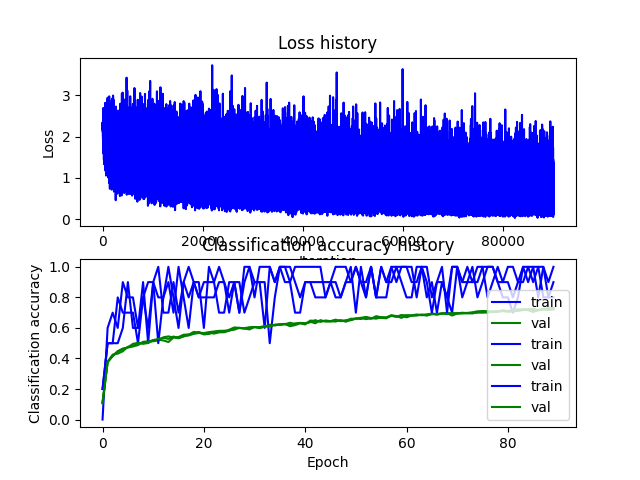 Loss history
Loss
3
2
1
0
0 20000 40000 60000 80000
Iteration
Classification accuracy history
Classification accuracy
1.0
0.8
0.6
0.4
0.2
0.0
train
val
train
val
train
val
0 20 40 60 80
Epoch